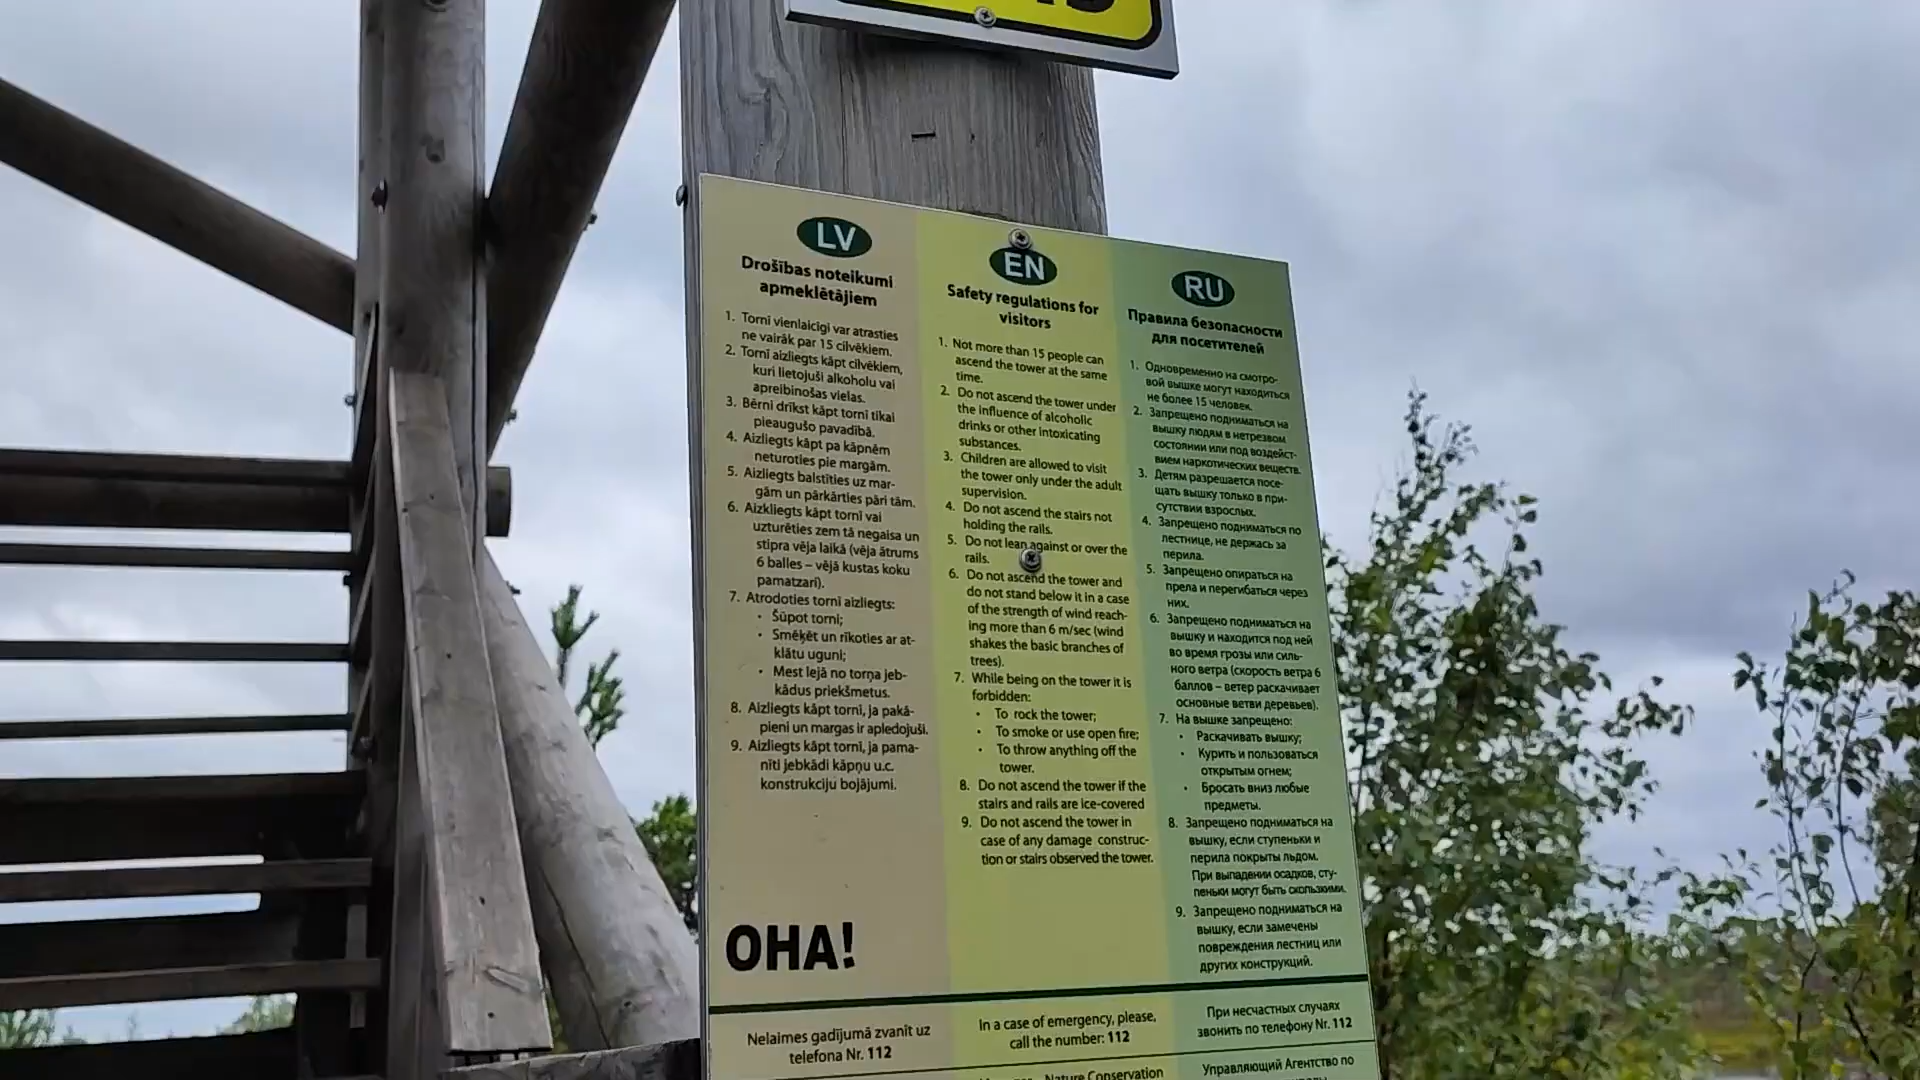 LV
Drošības noteikumi
apmeklētājiem
1. Tornī vienlaicīgi var atrasties
ne vairāk par 15 cilvēkiem.
2. Tornī aizliegts kāpt cilvēkiem,
kuri lietojuši alkoholu vai
apreibinošas vielas.
3. Bērni drīkst kāpt tornī tikai
pieaugušo pavadībā.
4. Aizliegts kāpt pa kāpnēm
neturoties pie margām.
5. Aizliegts balstīties uz mar-
gām un pārkārties pāri tām.
6. Aizkliegts kāpt tornī vai
uzturēties zem tā negaisa un
stipra vēja laikā (vēja ātrums
6 balles – vējā kustas koku
pamatzari).
7. Atrodoties tornī aizliegts:
• Šūpot torni;
• Smēķēt un rīkoties ar at-
klātu uguni;
• Mest lejā no torņa jeb-
kādus priekšmetus.
8. Aizliegts kāpt tornī, ja pakā-
pieni un margas ir apledojuši.
9. Aizliegts kāpt tornī, ja pama-
nīti jebkādi kāpņu u.c.
konstrukciju bojājumi.
OHA!
Nelaimes gadījumā zvanīt uz
telefona Nr. 112
EN
Safety regulations for
visitors
1. Not more than 15 people can
ascend the tower at the same
time.
2. Do not ascend the tower under
the influence of alcoholic
drinks or other intoxicating
substances.
3. Children are allowed to visit
the tower only under the adult
supervision.
4. Do not ascend the stairs not
holding the rails.
5. Do not lean against or over the
rails.
6. Do not ascend the tower and
do not stand below it in a case
of the strength of wind reach-
ing more than 6 m/sec (wind
shakes the basic branches of
trees).
7. While being on the tower it is
forbidden:
• To rock the tower;
• To smoke or use open fire;
• To throw anything off the
tower.
8. Do not ascend the tower if the
stairs and rails are ice-covered
9. Do not ascend the tower in
case of any damage construc-
tion or stairs observed the tower.
In a case of emergency, please,
call the number: 112
Nature Conservation
RU
Правила безопасности
для посетителей
1. Одновременно на смотро-
вой вышке могут находиться
не более 15 человек.
2. Запрещено подниматься на
вышку людям в нетрезвом
состоянии или под воздейст-
вием наркотических веществ.
3. Детям разрешается посе-
щать вышку только в при-
сутствии взрослых.
4. Запрещено подниматься по
лестнице, не держась за
перила.
5. Запрещено опираться на
прела и перегибаться через
них.
6. Запрещено подниматься на
вышку и находится под ней
во время грозы или силь-
ного ветра (скорость ветра 6
баллов – ветер раскачивает
основные ветви деревьев).
7. На вышке запрещено:
• Раскачивать вышку;
• Курить и пользоваться
открытым огнем;
• Бросать вниз любые
предметы.
8. Запрещено подниматься на
вышку, если ступеньки и
перила покрыты льдом.
При выпадении осадков, сту-
пеньки могут быть скользкими.
9. Запрещено подниматься на
вышку, если замечены
повреждения лестниц или
других конструкций.
При несчастных случаях
звонить по телефону Nr. 112
Управляющий Агентство по